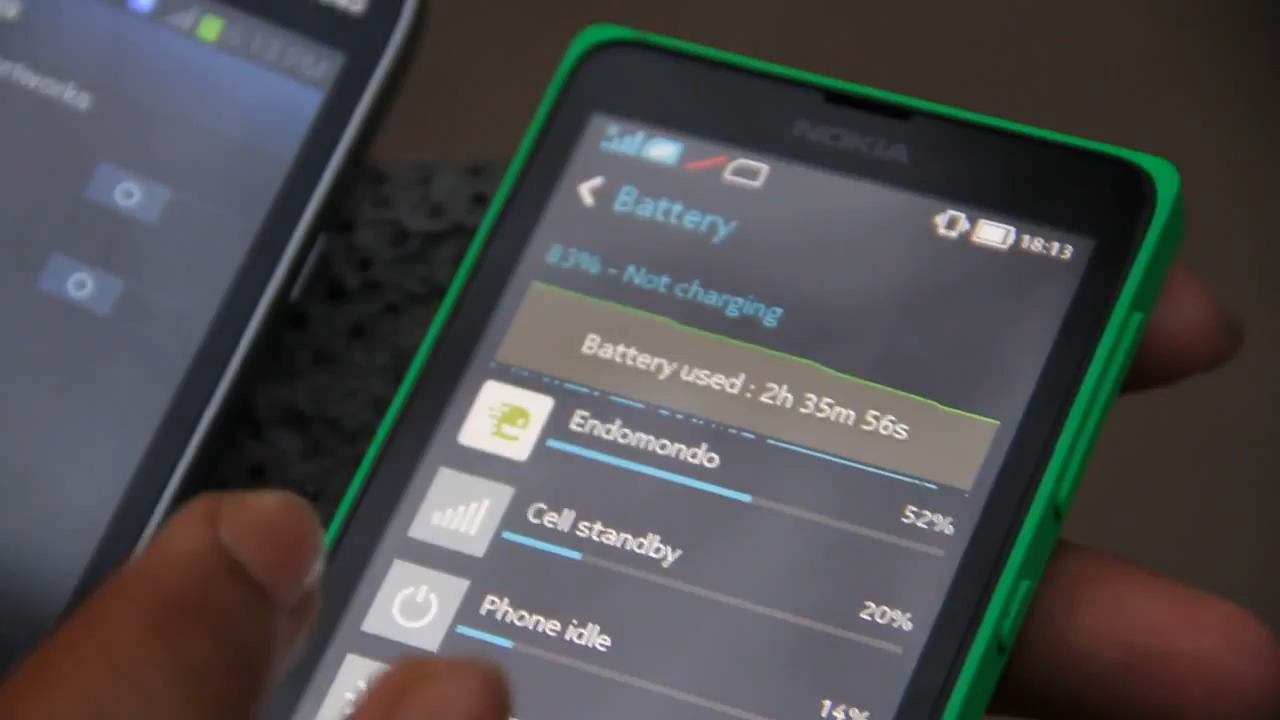 NOKIA
18:13
Battery
83% - Not charging
Battery used : 2h 35m 56s
Endomondo
52%
Cell standby
20%
Phone idle
14%